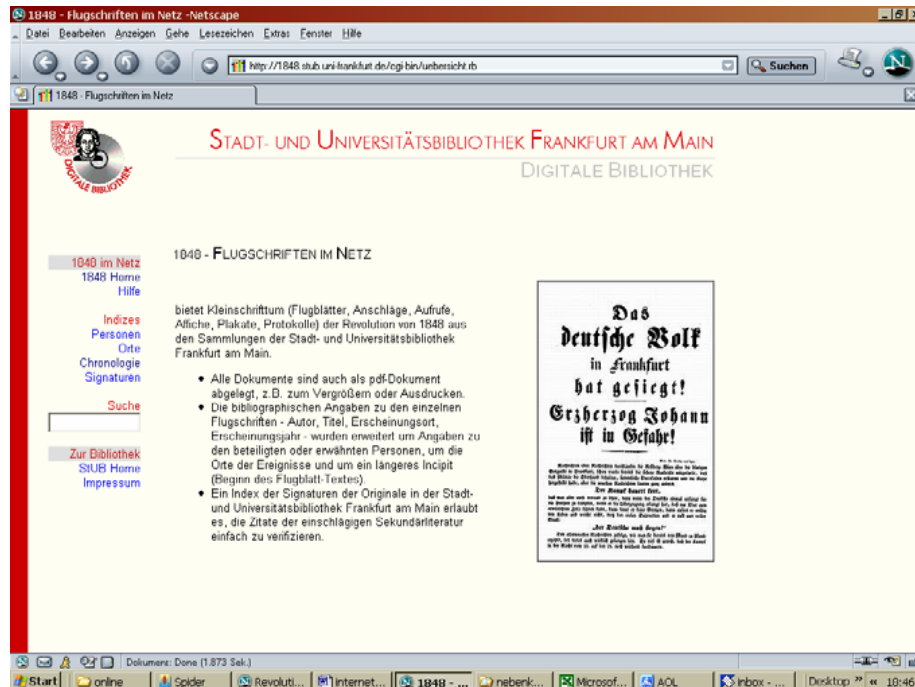 1848 - Flugschriften im Netz -Netscape
Datei Bearbeiten Anzeigen Gehe Lesezeichen Extras Fenster Hilfe
http://1848.stub.uni-frankfurt.de/cgi-bin/uebersicht.rb
Suchen
1848 - Flugschriften im Netz
DIGITALE BIBLIOTHEK
STADT- UND UNIVERSITÄTSBIBLIOTHEK FRANKFURT AM MAIN
DIGITALE BIBLIOTHEK
1848 im Netz
1848 Home
Hilfe
Indizes
Personen
Orte
Chronologie
Signaturen
Suche
Zur Bibliothek
StUB Home
Impressum
1848 - FLUGSCHRIFTEN IM NETZ
bietet Kleinschrifttum (Flugblätter, Anschläge, Aufrufe,
Affiche, Plakate, Protokolle) der Revolution von 1848 aus
den Sammlungen der Stadt- und Universitätsbibliothek
Frankfurt am Main.
• Alle Dokumente sind auch als pdf-Dokument
abgelegt, z.B. zum Vergrößern oder Ausdrucken.
• Die bibliographischen Angaben zu den einzelnen
Flugschriften - Autor, Titel, Erscheinungsort,
Erscheinungsjahr - wurden erweitert um Angaben zu
den beteiligten oder erwähnten Personen, um die
Orte der Ereignisse und um ein längeres Incipit
(Beginn des Flugblatt-Textes).
• Ein Index der Signaturen der Originale in der Stadt-
und Universitätsbibliothek Frankfurt am Main erlaubt
es, die Zitate der einschlägigen Sekundärliteratur
einfach zu verifizieren.
Das
deutsche Volk
in Frankfurt
hat gesiegt!
Erzherzog Johann
ist in Gefahr!
Der Kampf dauert fort,
Dokument: Done (1.873 Sek.)
Start online Spider Revoluti... internet... 1848 - ... nebenk... Microsof... AOL inbox - ... Desktop » « 18:46